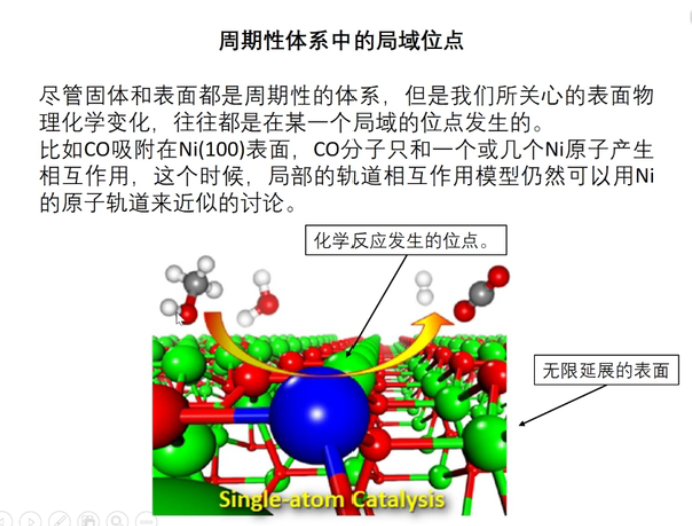 周期性体系中的局域位点
尽管固体和表面都是周期性的体系，但是我们所关心的表面物
理化学变化，往往都是在某一个局域的位点发生的。
比如CO吸附在Ni(100)表面，CO分子只和一个或几个Ni原子产生
相互作用，这个时候，局部的轨道相互作用模型仍然可以用Ni
的原子轨道来近似的讨论。
化学反应发生的位点。
无限延展的表面
Single-atom Catalysis